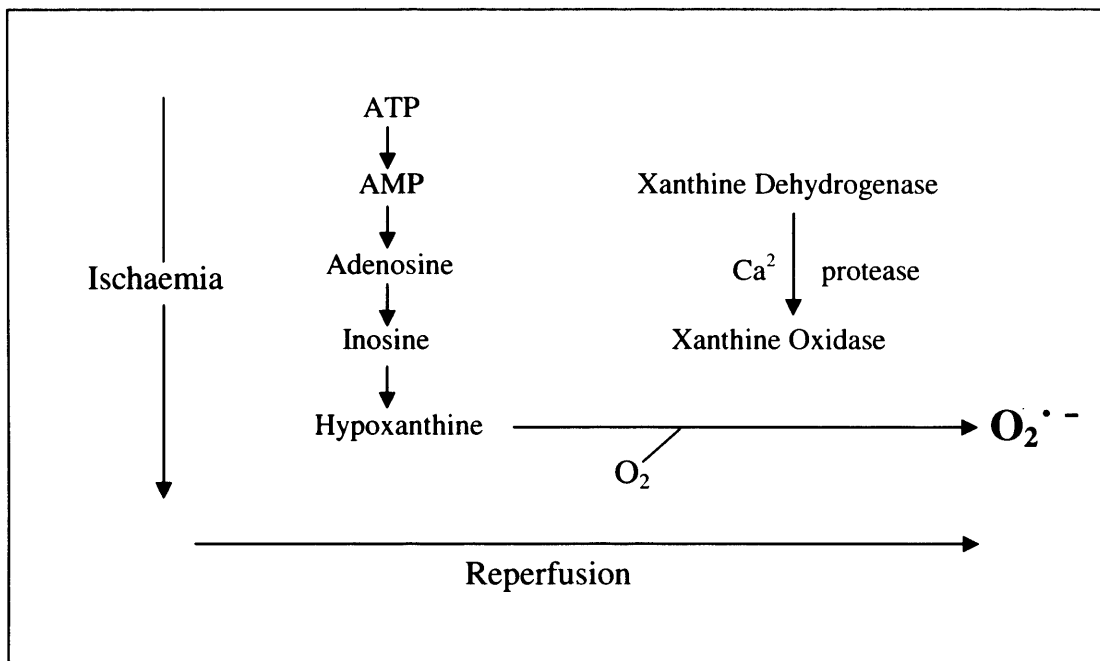 ATP
AMP
Xanthine Dehydrogenase
Adenosine
Ischaemia
Ca² protease
Inosine
Xanthine Oxidase
Hypoxanthine
O₂˙⁻
O₂
Reperfusion